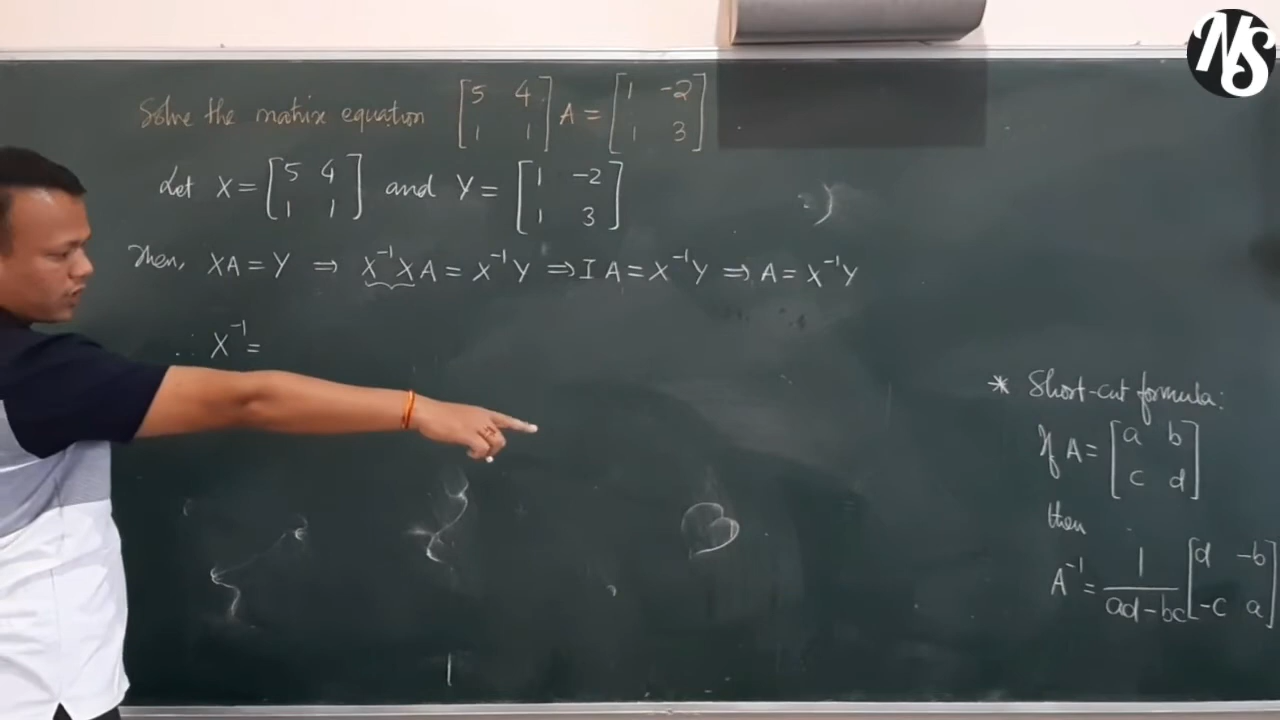 NS
Solve the matrix equation [5 4 1 1] A = [1 -2 1 3]
Let X = [5 4 1 1] and Y = [1 -2 1 3]
Then, XA = Y ⇒ X⁻¹XA = X⁻¹Y ⇒ IA = X⁻¹Y ⇒ A = X⁻¹Y
∴ X⁻¹ =
* Short-cut formula:
If A = [a b c d]
then
A⁻¹ = 1/ad-bc [d -b -c a]